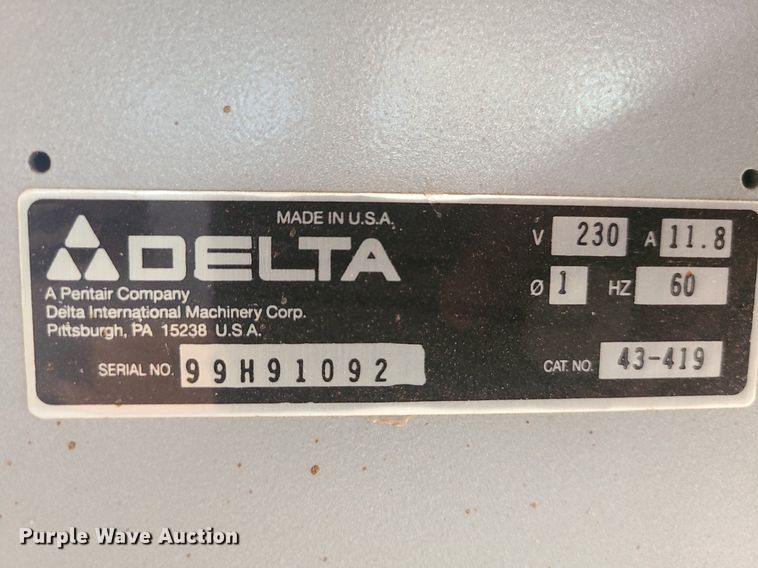 MADE IN U.S.A.
DELTA
A Pentair Company
Delta International Machinery Corp.
Pittsburgh, PA 15238 U.S.A.
SERIAL NO. 99H91092
V 230 A 11.8
Ø 1 HZ 60
CAT. NO. 43-419
Purple Wave Auction